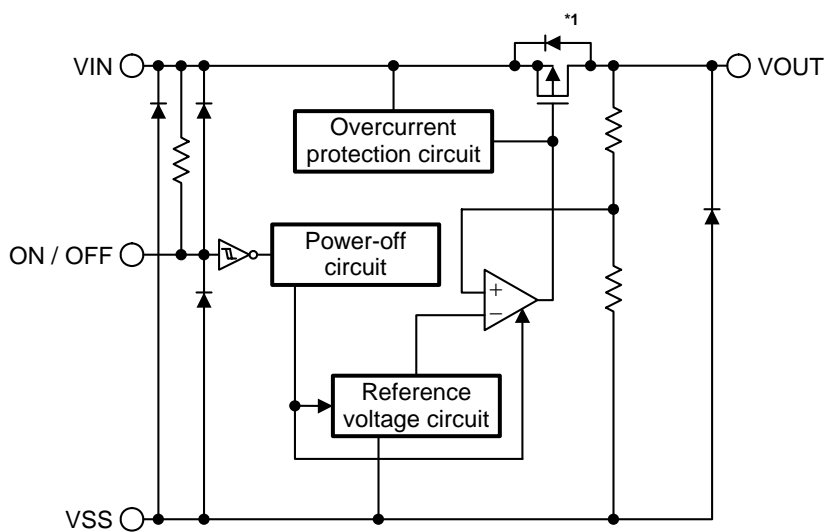 *1
VIN
VOUT
Overcurrent
protection circuit
ON / OFF
Power-off
circuit
+
−
Reference
voltage circuit
VSS